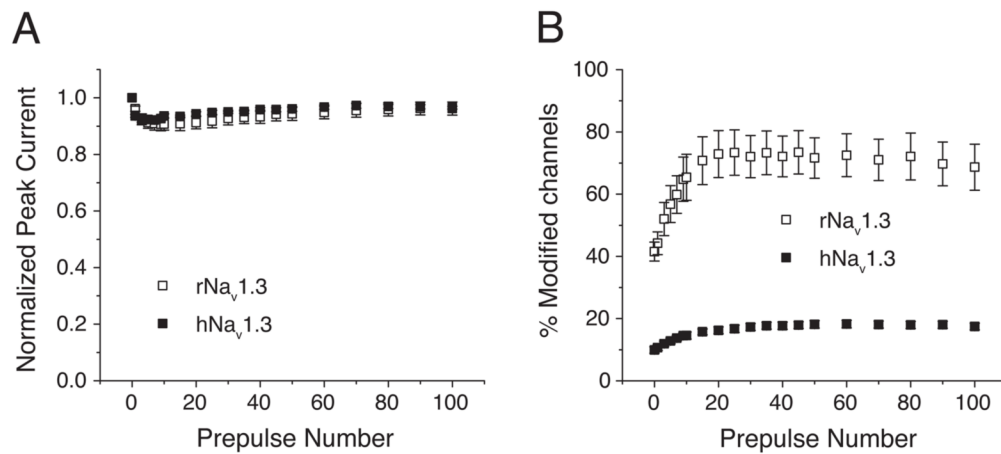 A
Normalized Peak Current
1.0
0.8
0.6
0.4
0.2
0.0
rNav1.3
hNav1.3
0 20 40 60 80 100
Prepulse Number
B
% Modified channels
100
80
60
40
20
0
rNav1.3
hNav1.3
0 20 40 60 80 100
Prepulse Number